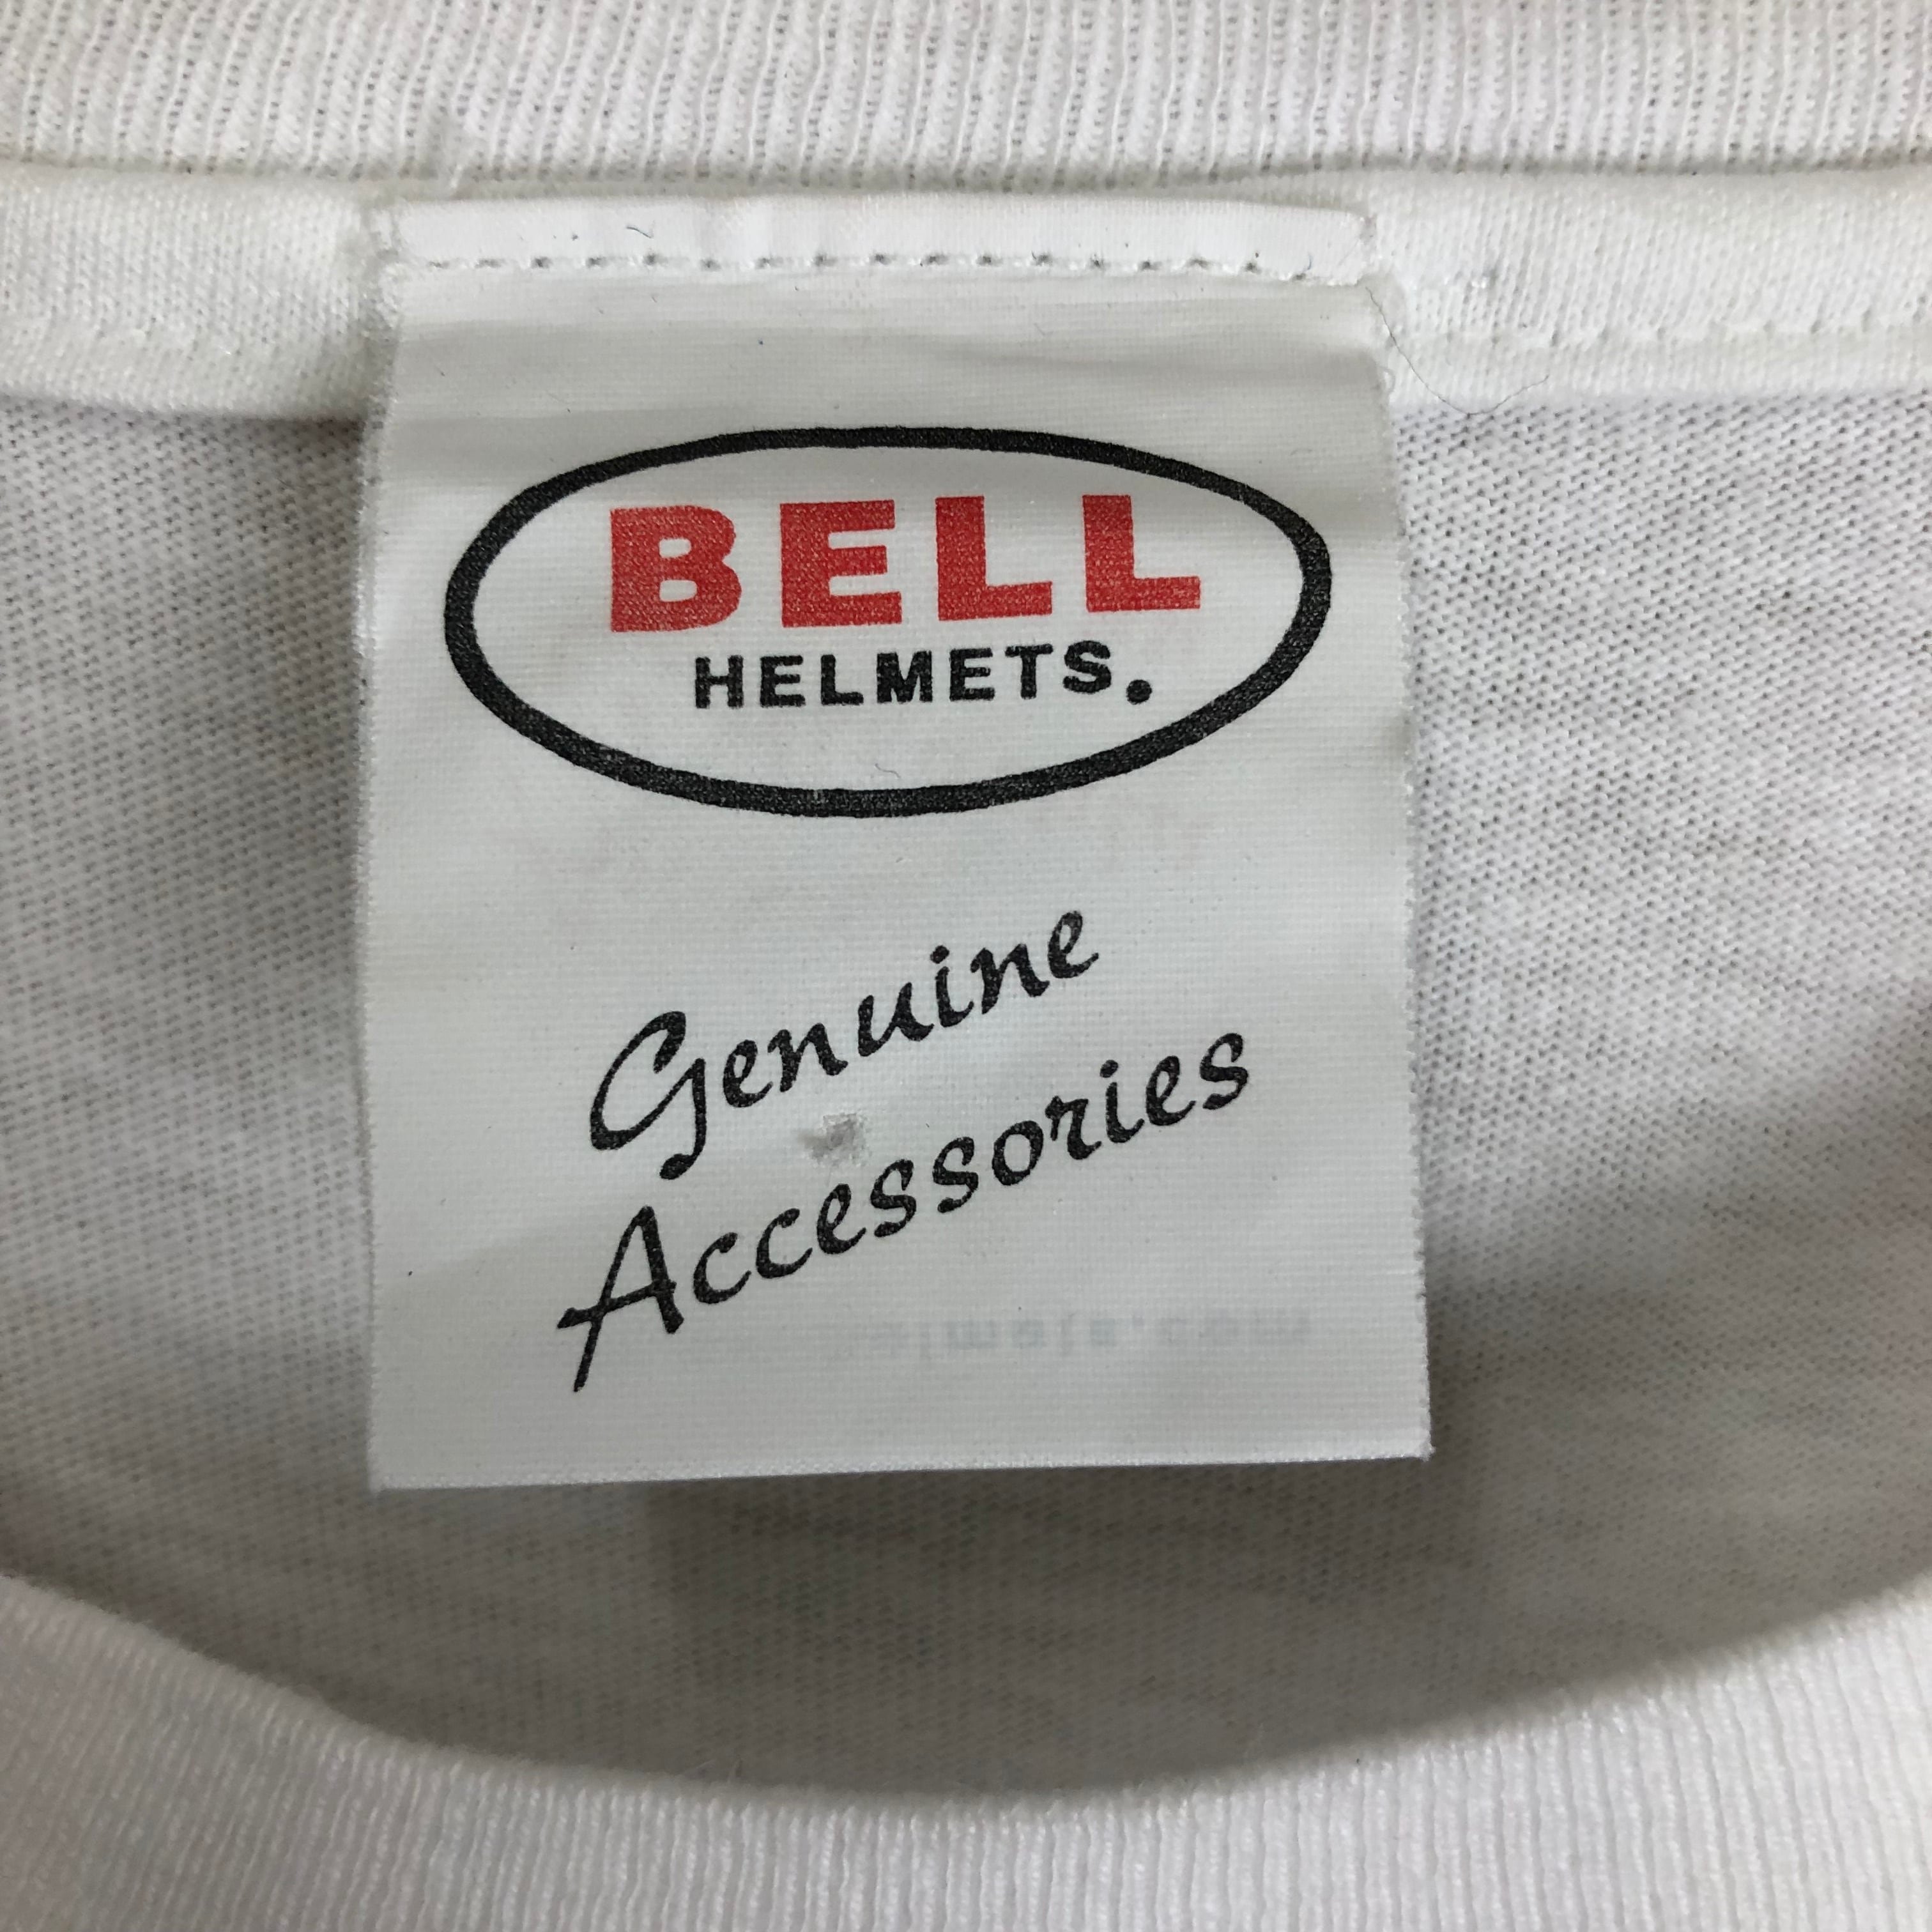 BELL
HELMETS.
Genuine
Accessories